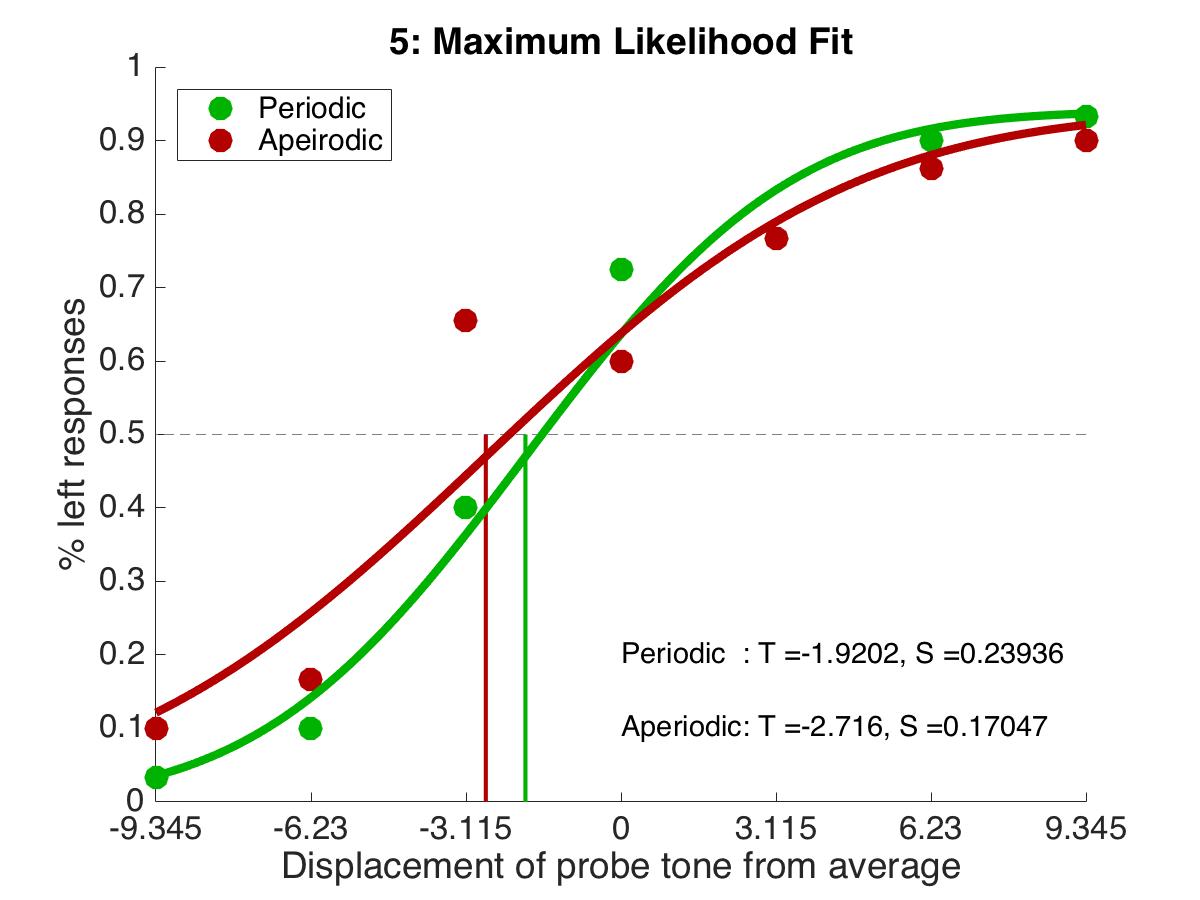 5: Maximum Likelihood Fit
1
Periodic
Apeirodic
0.9
0.8
0.7
0.6
0.5
0.4
0.3
0.2
0.1
0
% left responses
Periodic : T =-1.9202, S =0.23936
Aperiodic: T =-2.716, S =0.17047
-9.345 -6.23 -3.115 0 3.115 6.23 9.345
Displacement of probe tone from average